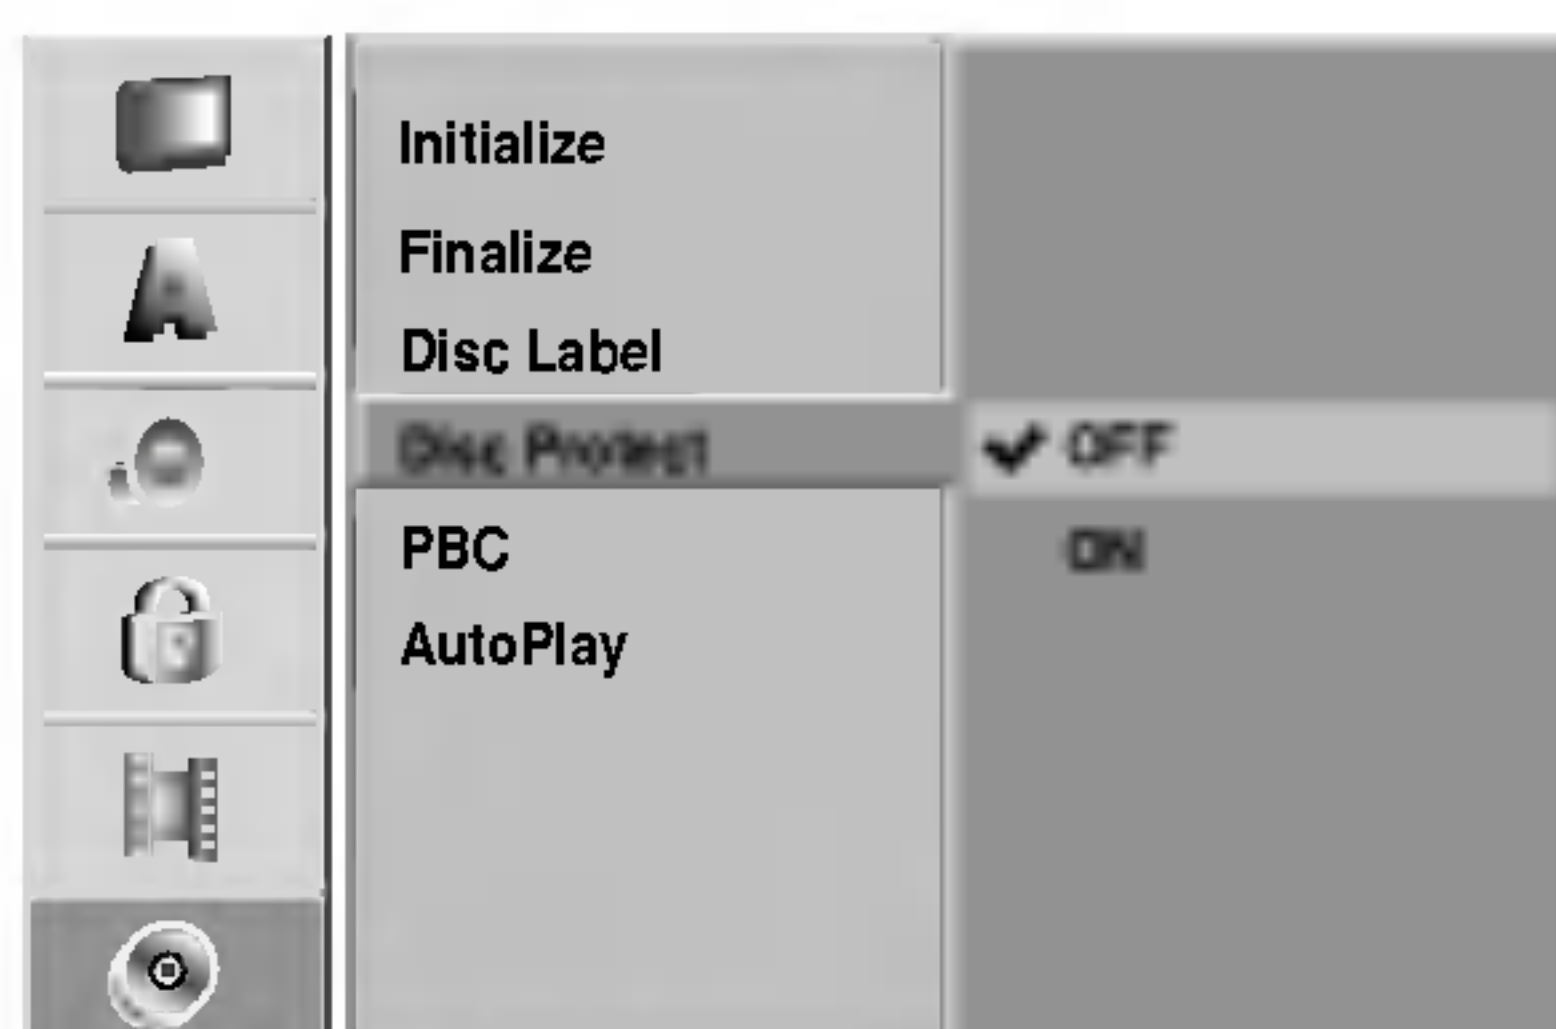 Initialize
Finalize
Disc Label
Disc Protect
✔ OFF
ON
PBC
AutoPlay